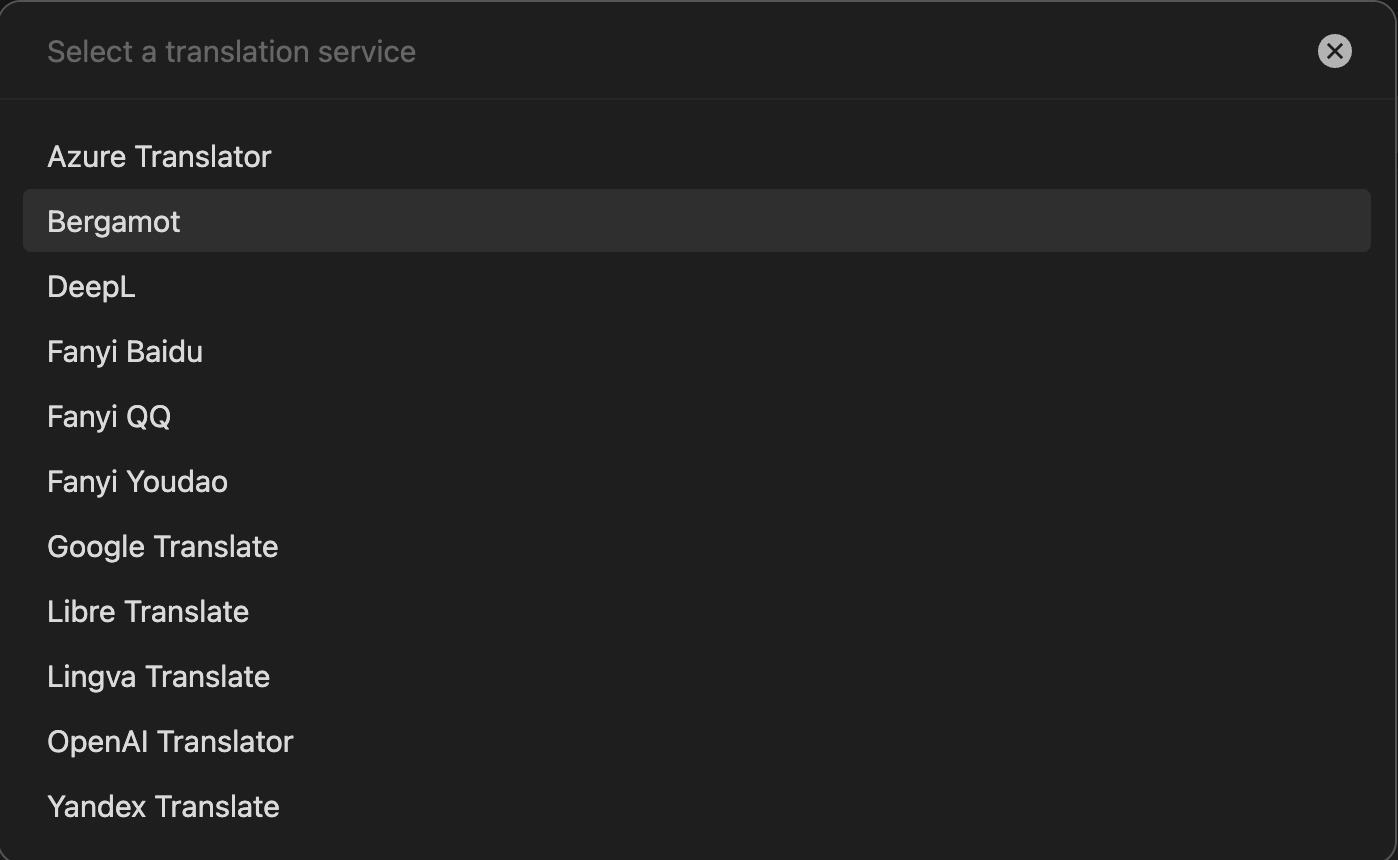 Select a translation service
Azure Translator
Bergamot
DeepL
Fanyi Baidu
Fanyi QQ
Fanyi Youdao
Google Translate
Libre Translate
Lingva Translate
OpenAI Translator
Yandex Translate